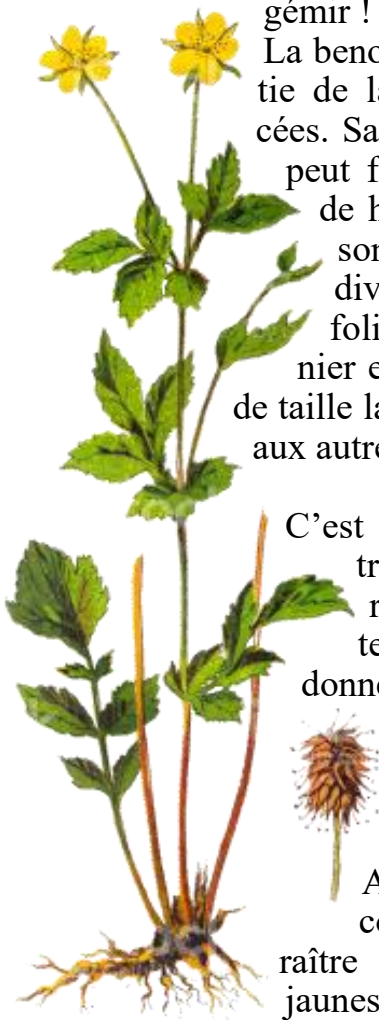 gémir !
La beno
tie de la
cées. Sa
peut f
de h
son
div
foli
nier e
de taille la
aux autre
C’est
tr
r
te
donne
A
co
raître
jaunes